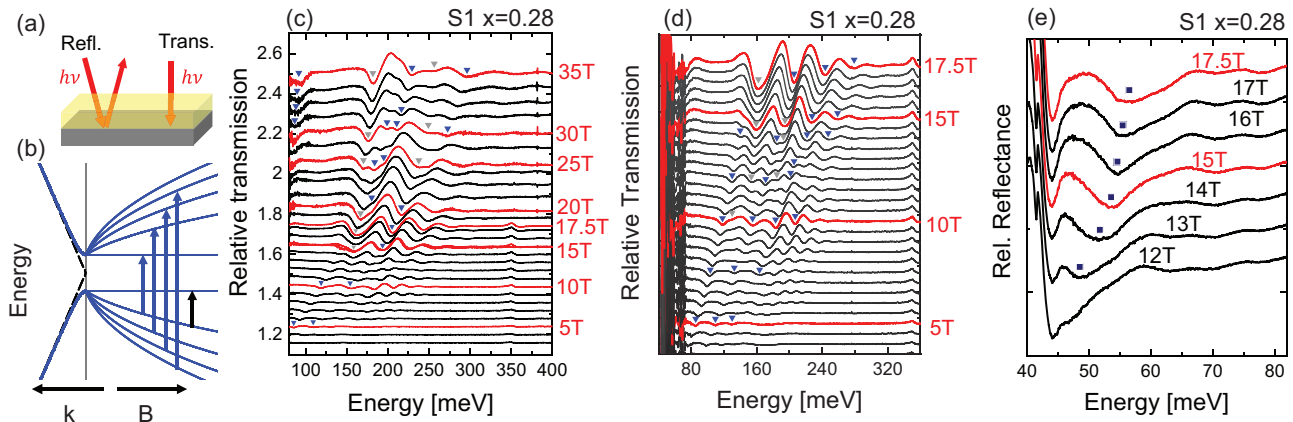 (a)
Refl.
Trans.
hν
hν
(b)
Energy
k
B
(c)
S1 x=0.28
Relative transmission
2.6
2.4
2.2
2
1.8
1.6
1.4
1.2
35T
30T
25T
20T
17.5T
15T
10T
5T
100 150 200 250 300 350 400
Energy [meV]
(d)
S1 x=0.28
Relative Transmission
17.5T
15T
10T
5T
80 160 240 320
Energy [meV]
(e)
S1 x=0.28
Rel. Reflectance
17.5T
17T
16T
15T
14T
13T
12T
40 50 60 70 80
Energy [meV]